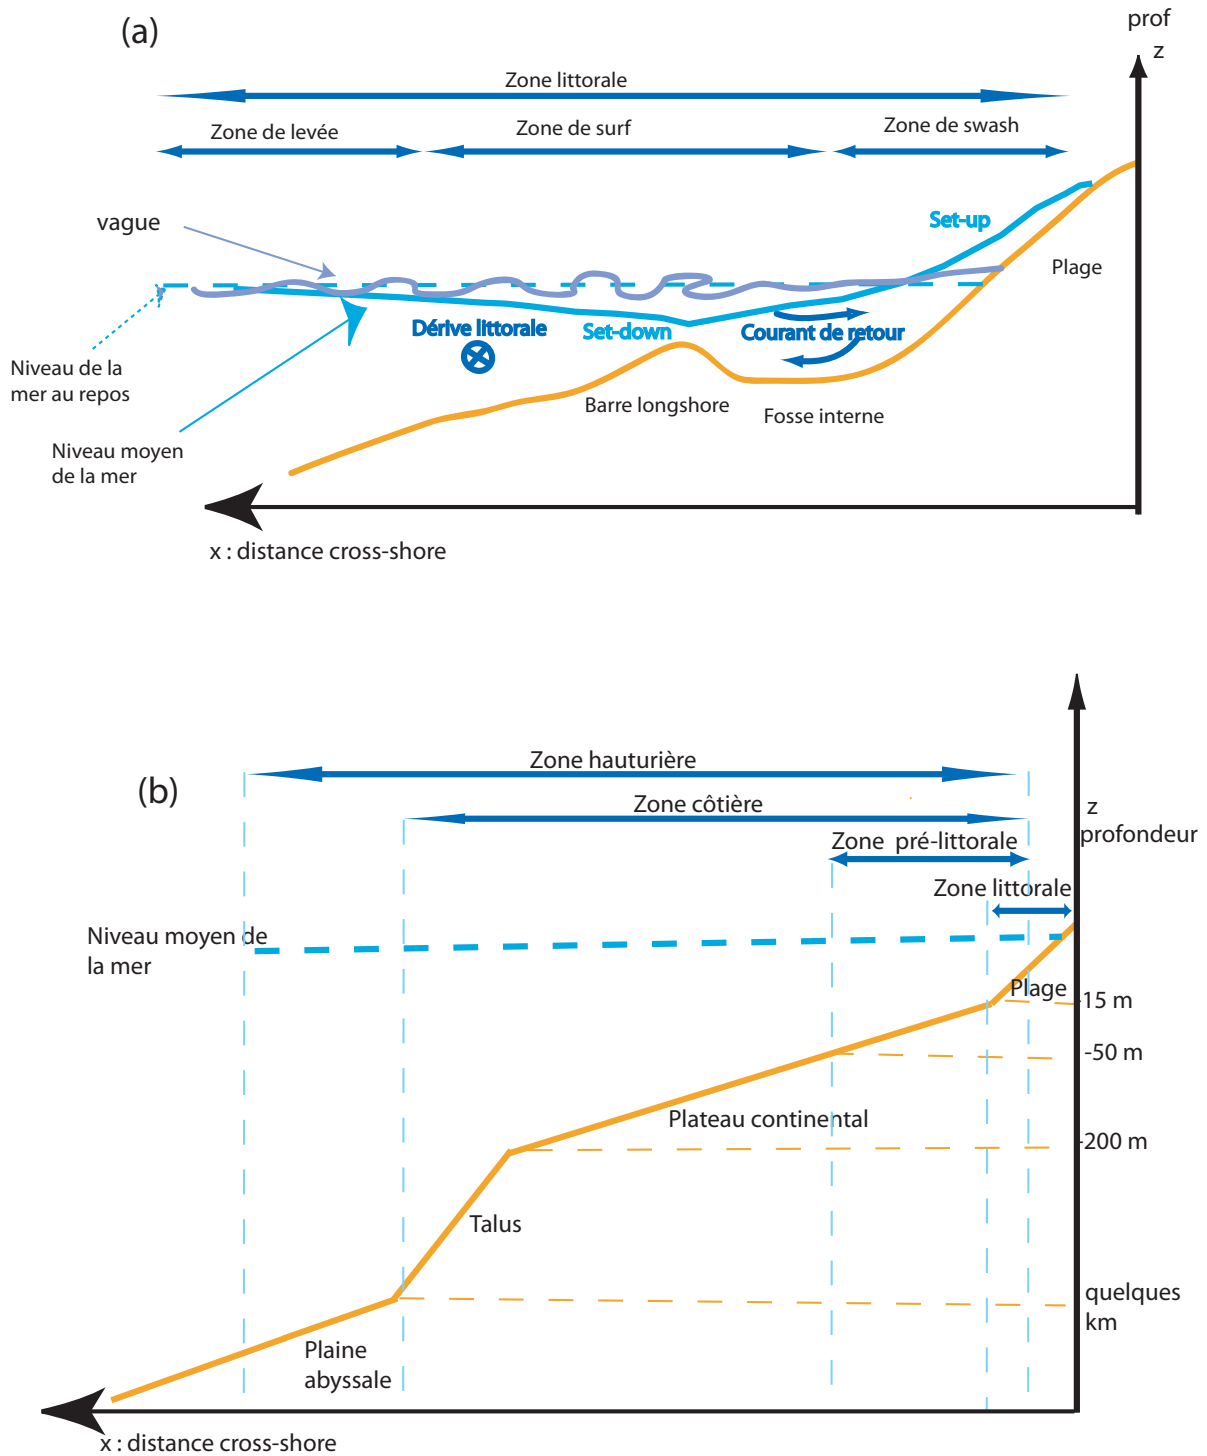 (a)
prof
z
Zone littorale
Zone de levée
Zone de surf
Zone de swash
vague
Set-up
Plage
Dérive littorale
Set-down
Courant de retour
Niveau de la
mer au repos
Barre longshore
Fosse interne
Niveau moyen
de la mer
x : distance cross-shore
(b)
Zone hauturière
Zone côtière
z
profondeur
Zone pré-littorale
Zone littorale
Niveau moyen de
la mer
Plage
-15 m
-50 m
Plateau continental
-200 m
Talus
quelques
km
Plaine
abyssale
x : distance cross-shore